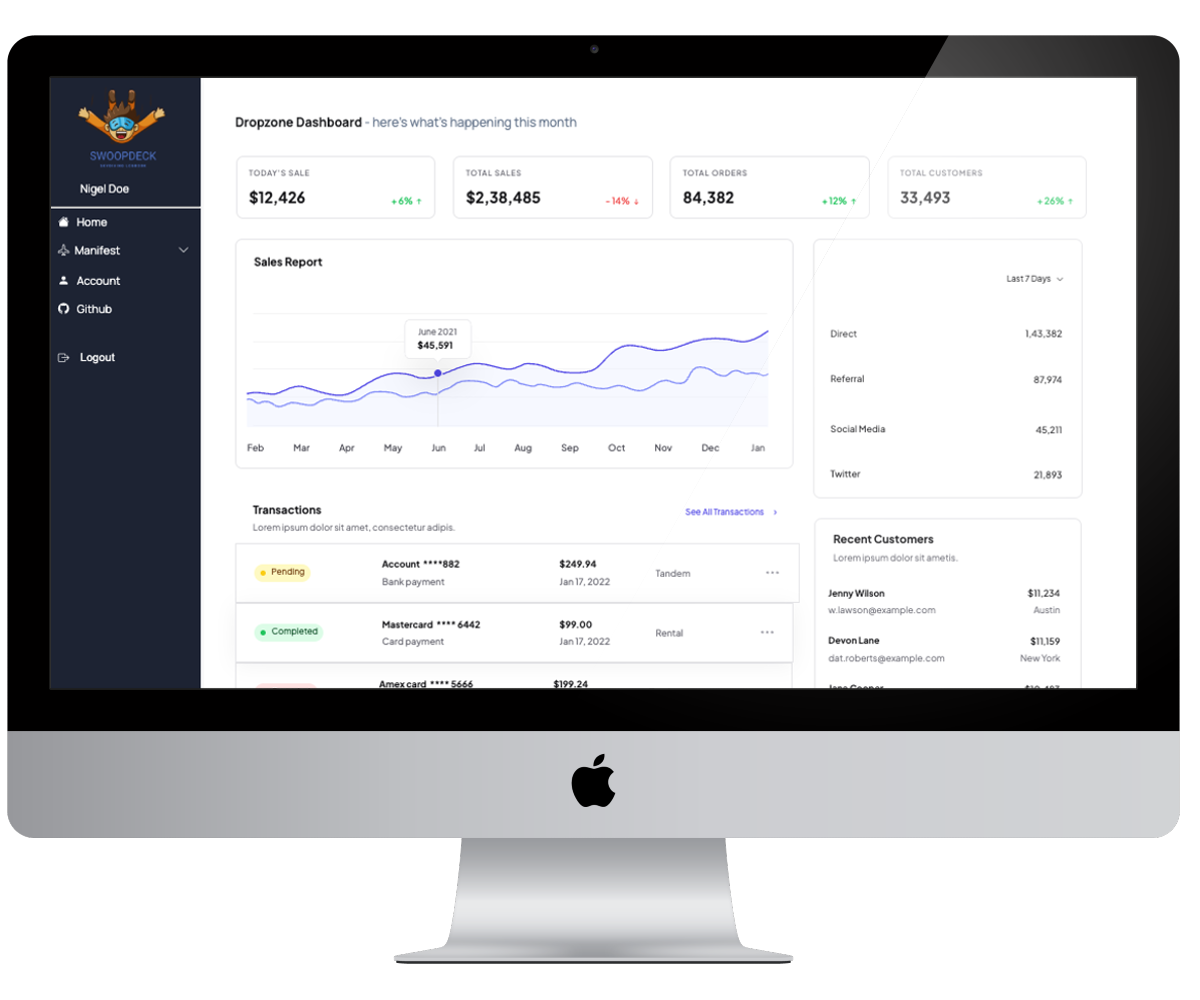 SWOOPDECK
Nigel Doe
Home
Manifest
Account
Github
Logout
Dropzone Dashboard - here's what's happening this month
TODAY'S SALE
$12,426
+6% ↑
TOTAL SALES
$2,38,485
-14% ↓
TOTAL ORDERS
84,382
+12% ↑
TOTAL CUSTOMERS
33,493
+26% ↑
Sales Report
June 2021
$45,591
Feb Mar Apr May Jun Jul Aug Sep Oct Nov Dec Jan
Last 7 Days
Direct 1,43,382
Referral 87,974
Social Media 45,211
Twitter 21,893
Transactions
See All Transactions ›
Lorem ipsum dolor sit amet, consectetur adipis.
Pending
Account ****882
Bank payment
$249.94
Jan 17, 2022
Tandem
Completed
Mastercard **** 6442
Card payment
$99.00
Jan 17, 2022
Rental
Amex card **** 5666
$199.24
Recent Customers
Lorem ipsum dolor sit ametis.
Jenny Wilson $11,234
w.lawson@example.com Austin
Devon Lane $11,159
dat.roberts@example.com New York